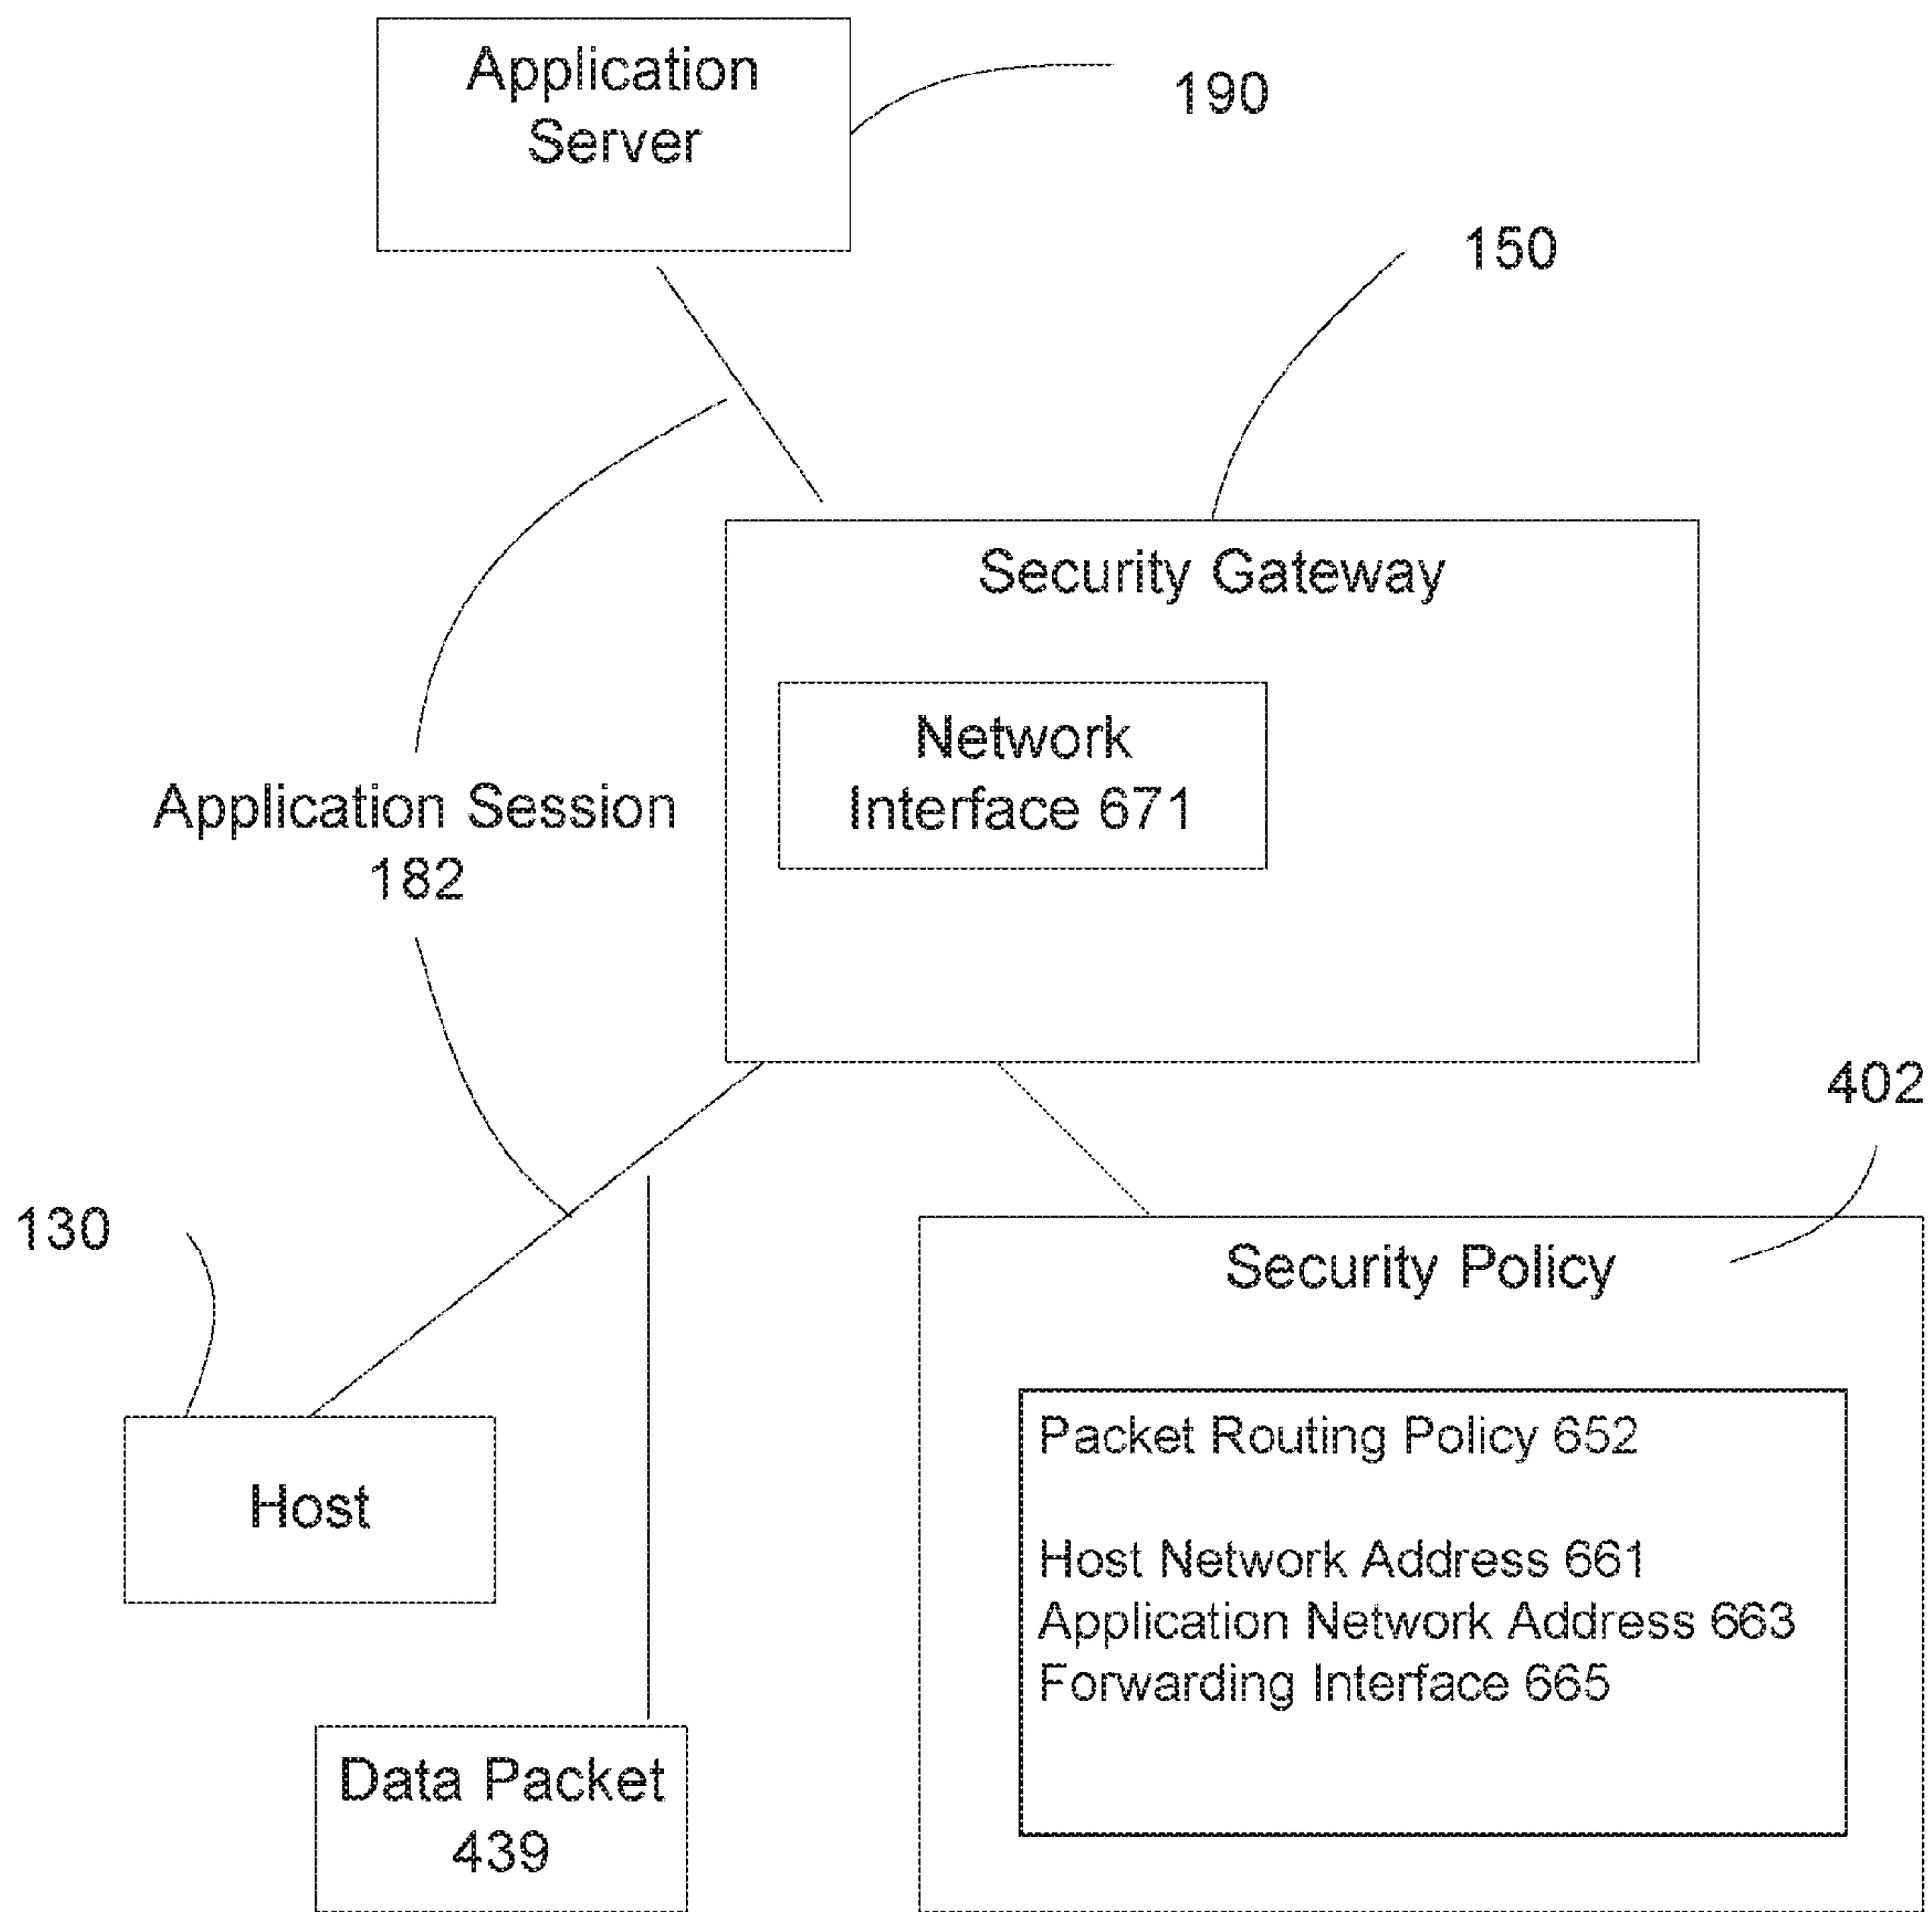 Application
Server
190
150
Security Gateway
Network
Interface 671
Application Session
182
402
130
Security Policy
Host
Packet Routing Policy 652
Host Network Address 661
Application Network Address 663
Forwarding Interface 665
Data Packet
439